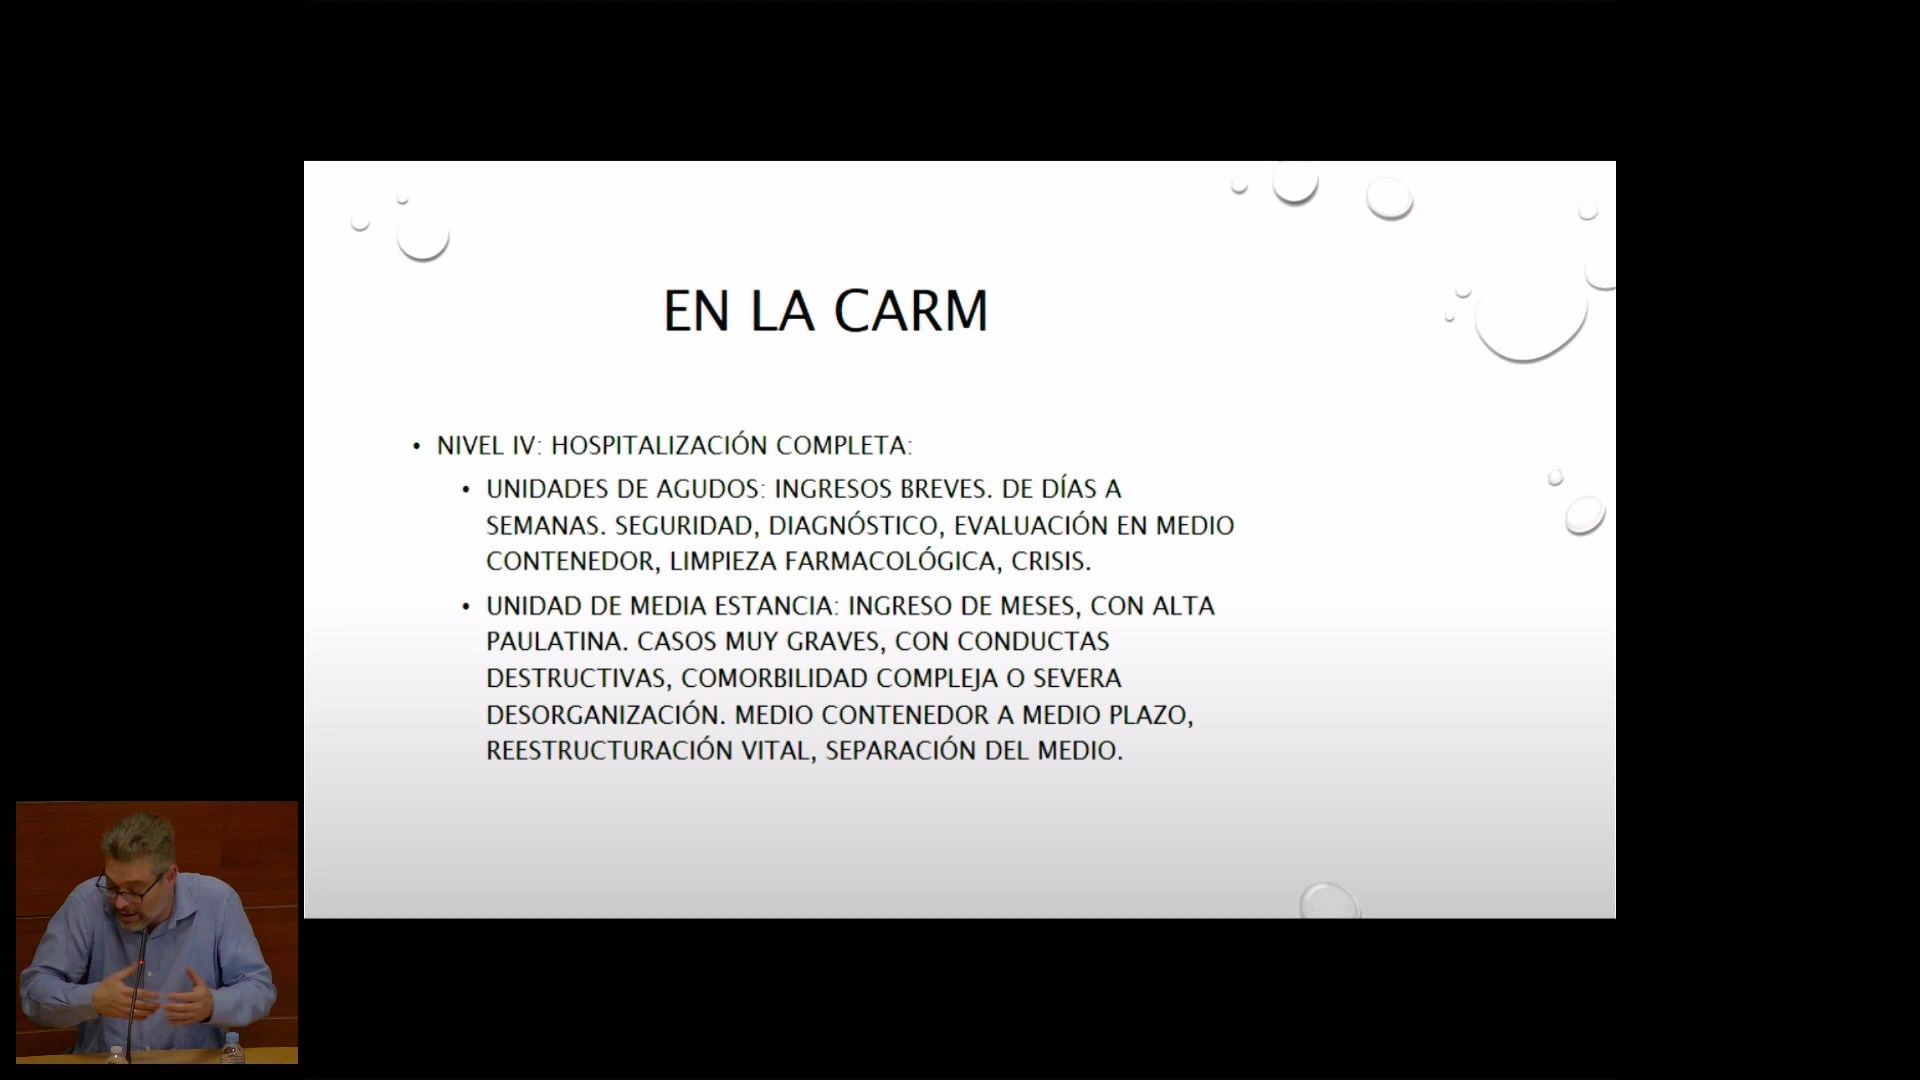 EN LA CARM
• NIVEL IV: HOSPITALIZACIÓN COMPLETA:
• UNIDADES DE AGUDOS: INGRESOS BREVES. DE DÍAS A
SEMANAS. SEGURIDAD, DIAGNÓSTICO, EVALUACIÓN EN MEDIO
CONTENEDOR, LIMPIEZA FARMACOLÓGICA, CRISIS.
• UNIDAD DE MEDIA ESTANCIA: INGRESO DE MESES, CON ALTA
PAULATINA. CASOS MUY GRAVES, CON CONDUCTAS
DESTRUCTIVAS, COMORBILIDAD COMPLEJA O SEVERA
DESORGANIZACIÓN. MEDIO CONTENEDOR A MEDIO PLAZO,
REESTRUCTURACIÓN VITAL, SEPARACIÓN DEL MEDIO.